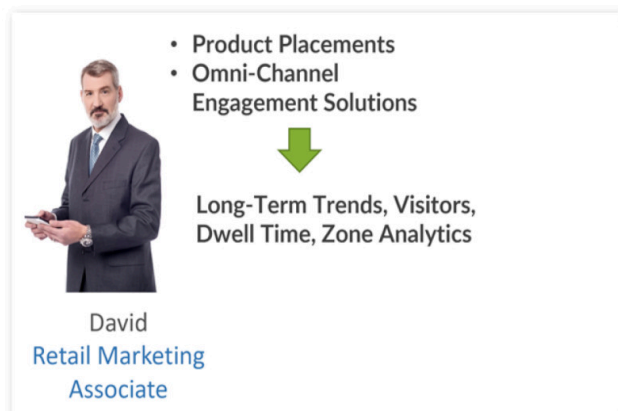 • Product Placements
• Omni-Channel
Engagement Solutions
Long-Term Trends, Visitors,
Dwell Time, Zone Analytics
David
Retail Marketing
Associate